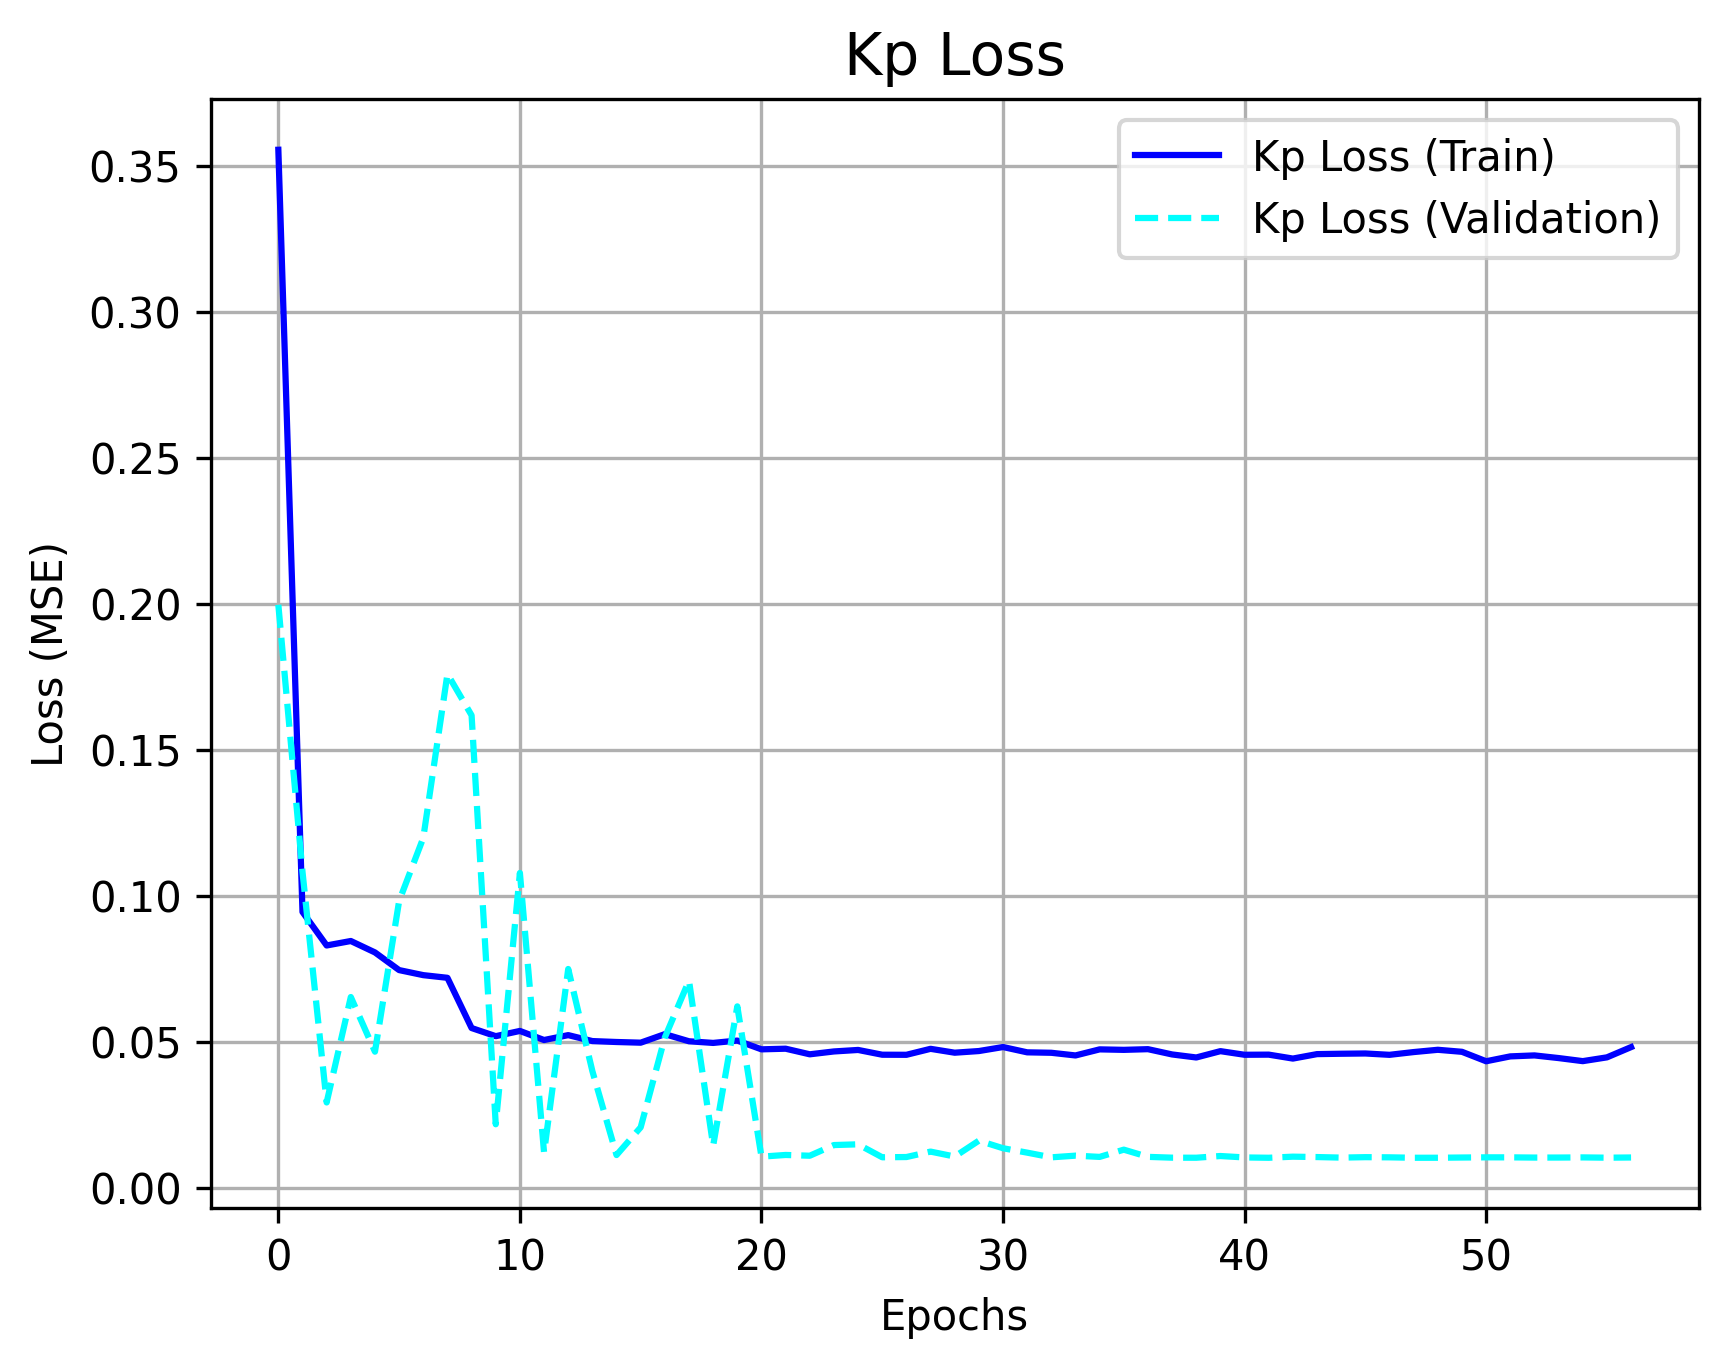 Kp Loss
Kp Loss (Train)
Kp Loss (Validation)
0.35
0.30
0.25
0.20
0.15
0.10
0.05
0.00
Loss (MSE)
0 10 20 30 40 50
Epochs